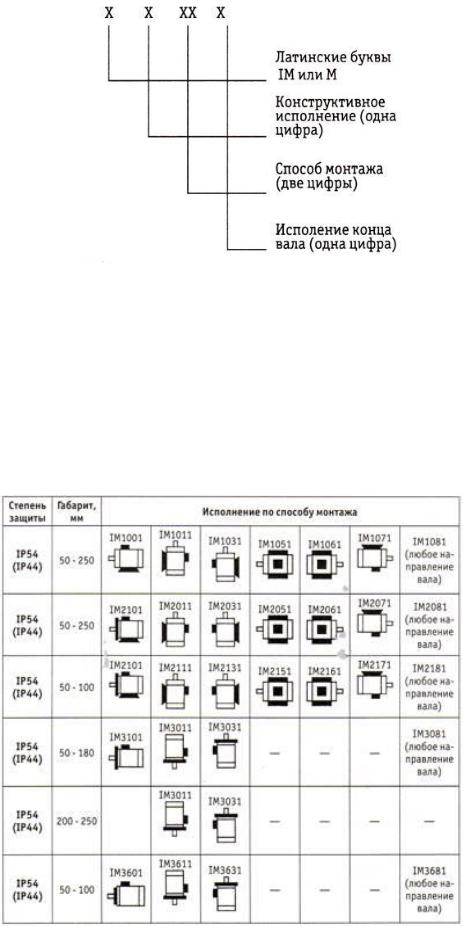 X X XX X
Латинские буквы
IM или M
Конструктивное
исполнение (одна
цифра)
Способ монтажа
(две цифры)
Исполение конца
вала (одна цифра)
Степень защиты Габарит, мм Исполнение по способу монтажа
IP54 (IP44) 50 - 250 IM1001 IM1011 IM1031 IM1051 IM1061 IM1071 IM1081 (любое на-правление вала)
IP54 (IP44) 50 - 250 IM2101 IM2011 IM2031 IM2051 IM2061 IM2071 IM2081 (любое на-правление вала)
IP54 (IP44) 50 - 100 IM2101 IM2111 IM2131 IM2151 IM2161 IM2171 IM2181 (любое на-правление вала)
IP54 (IP44) 50 - 180 IM3101 IM3011 IM3031 — — — IM3081 (любое на-правление вала)
IP54 (IP44) 200 - 250 IM3011 IM3031 — — — —
IP54 (IP44) 50 - 100 IM3601 IM3611 IM3631 — — — IM3681 (любое на-правление вала)